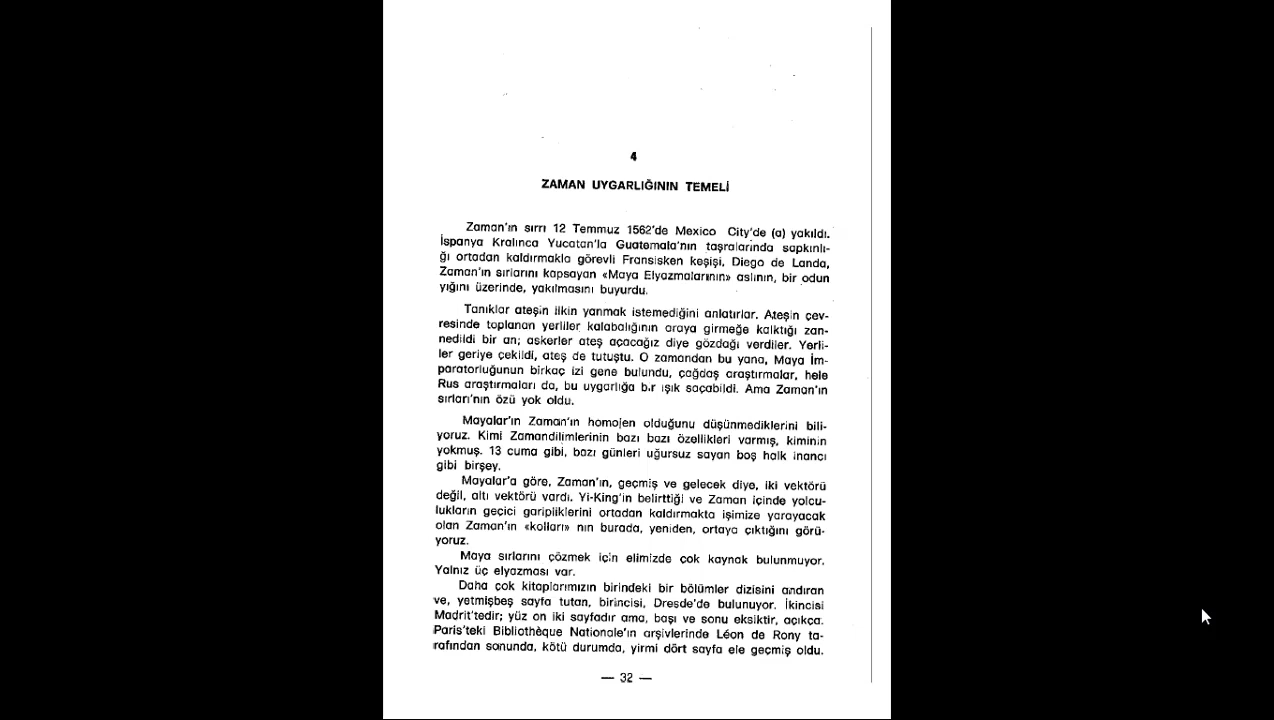 4
ZAMAN UYGARLIĞININ TEMELİ
Zaman'ın sırrı 12 Temmuz 1562'de Mexico City'de (a) yakıldı.
İspanya Kralınca Yucatan'la Guatemala'nın taşralarında sapkınlı-
ğı ortadan kaldırmakla görevli Fransisken keşişi, Diego de Landa,
Zaman'ın sırlarını kapsayan «Maya Elyazmalarının» aslının, bir odun
yığını üzerinde, yakılmasını buyurdu.
Tanıklar ateşin ilkin yanmak istemediğini anlatırlar. Ateşin çev-
resinde toplanan yerliler kalabalığının araya girmeğe kalktığı zan-
nedildi bir an; askerler ateş açacağız diye gözdağı verdiler. Yerli-
ler geriye çekildi, ateş de tutuştu. O zamandan bu yana, Maya İm-
paratorluğunun birkaç izi gene bulundu, çağdaş araştırmalar, hele
Rus araştırmaları da, bu uygarlığa bir ışık saçabildi. Ama Zaman'ın
sırları'nın özü yok oldu.
Mayalar'ın Zaman'ın homojen olduğunu düşünmediklerini bili-
yoruz. Kimi Zamandilimlerinin bazı bazı özellikleri varmış, kiminin
yokmuş. 13 cuma gibi, bazı günleri uğursuz sayan boş halk inancı
gibi birşey.
Mayalar'a göre, Zaman'ın, geçmiş ve gelecek diye, iki vektörü
değil, altı vektörü vardı. Yi-King'in belirttiği ve Zaman içinde yolcu-
lukların geçici garipliklerini ortadan kaldırmakta işimize yarayacak
olan Zaman'ın «kolları» nın burada, yeniden, ortaya çıktığını görü-
yoruz.
Maya sırlarını çözmek için elimizde çok kaynak bulunmuyor.
Yalnız üç elyazması var.
Daha çok kitaplarımızın birindeki bir bölümler dizisini andıran
ve, yetmişbeş sayfa tutan, birincisi, Dresde'de bulunuyor. İkincisi
Madrit'tedir; yüz on iki sayfadır ama, başı ve sonu eksiktir, açıkça.
Paris'teki Bibliothèque Nationale'ın arşivlerinde Léon de Rony ta-
rafından sonunda, kötü durumda, yirmi dört sayfa ele geçmiş oldu.
— 32 —